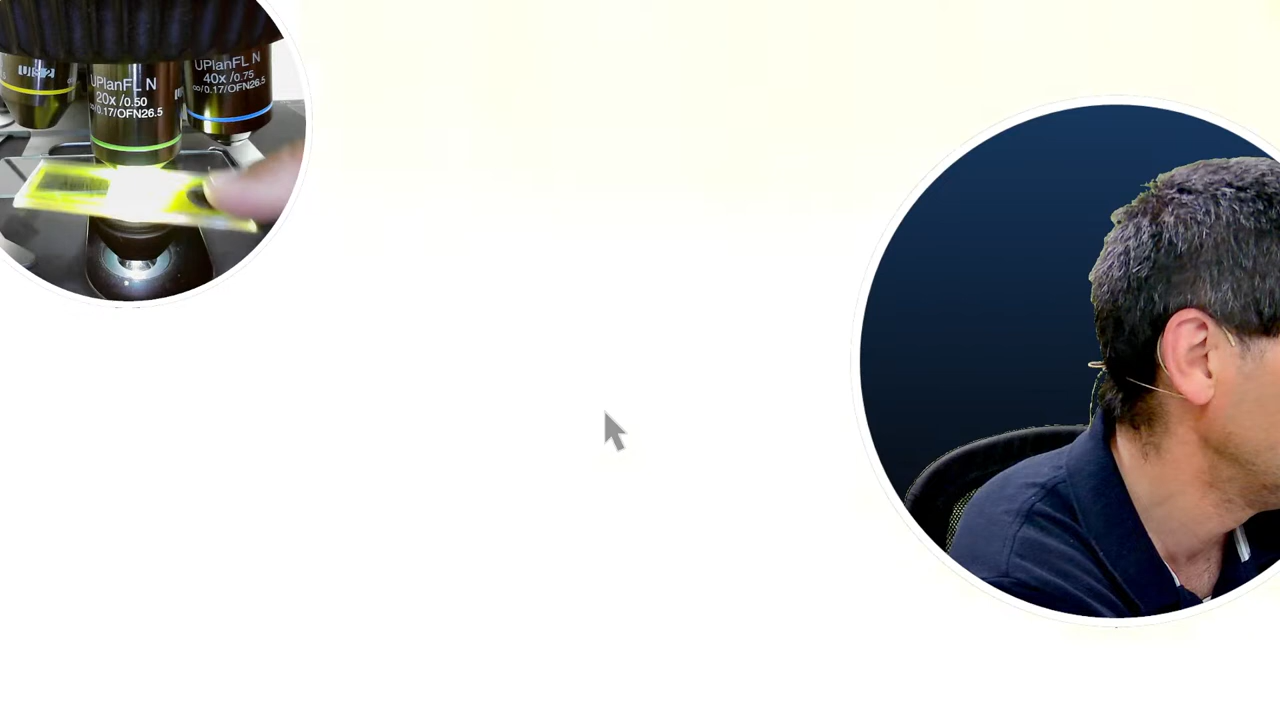 UPlanFL N
20x/0.50
∞/0.17/OFN26.5
UPlanFL N
40x/0.75
∞/0.17/OFN26.5